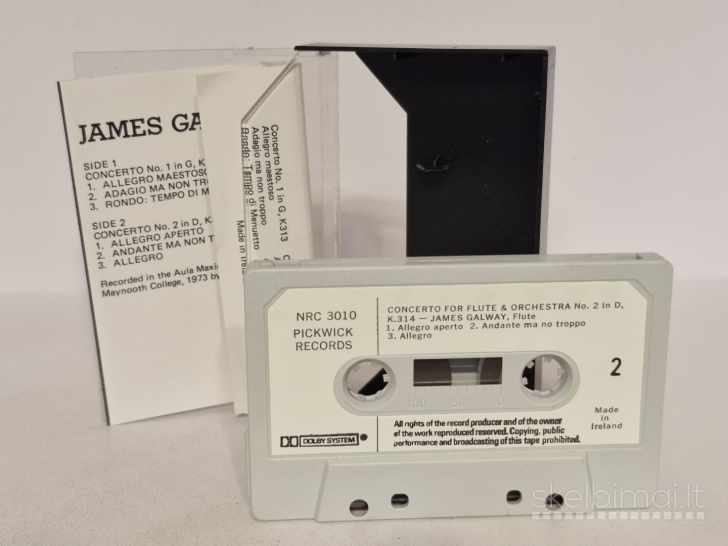 JAMES GA
SIDE 1
CONCERTO No. 1 in G, K.
1. ALLEGRO MAESTOSO
2. ADAGIO MA NON TRO
3. RONDO: TEMPO DI M
SIDE 2
CONCERTO No. 2 in D,
1. ALLEGRO APERTO
2. ANDANTE MA NON T
3. ALLEGRO
Recorded in the Aula Maxi
Maynooth College, 1973 by
Concerto No. 1 in G, K313
Allegro maestoso
Adagio ma non troppo
Rondo: Tempo di Menuetto
Made in Irelan
NRC 3010
PICKWICK
RECORDS
CONCERTO FOR FLUTE & ORCHESTRA No. 2 in D,
K.314 — JAMES GALWAY, Flute
1. Allegro aperto 2. Andante ma no troppo
3. Allegro
2
100 50 0
Made
in
Ireland
DOLBY SYSTEM
All rights of the record producer and of the owner
of the work reproduced reserved. Copying, public
performance and broadcasting of this tape prohibited.
skelbimai.lt